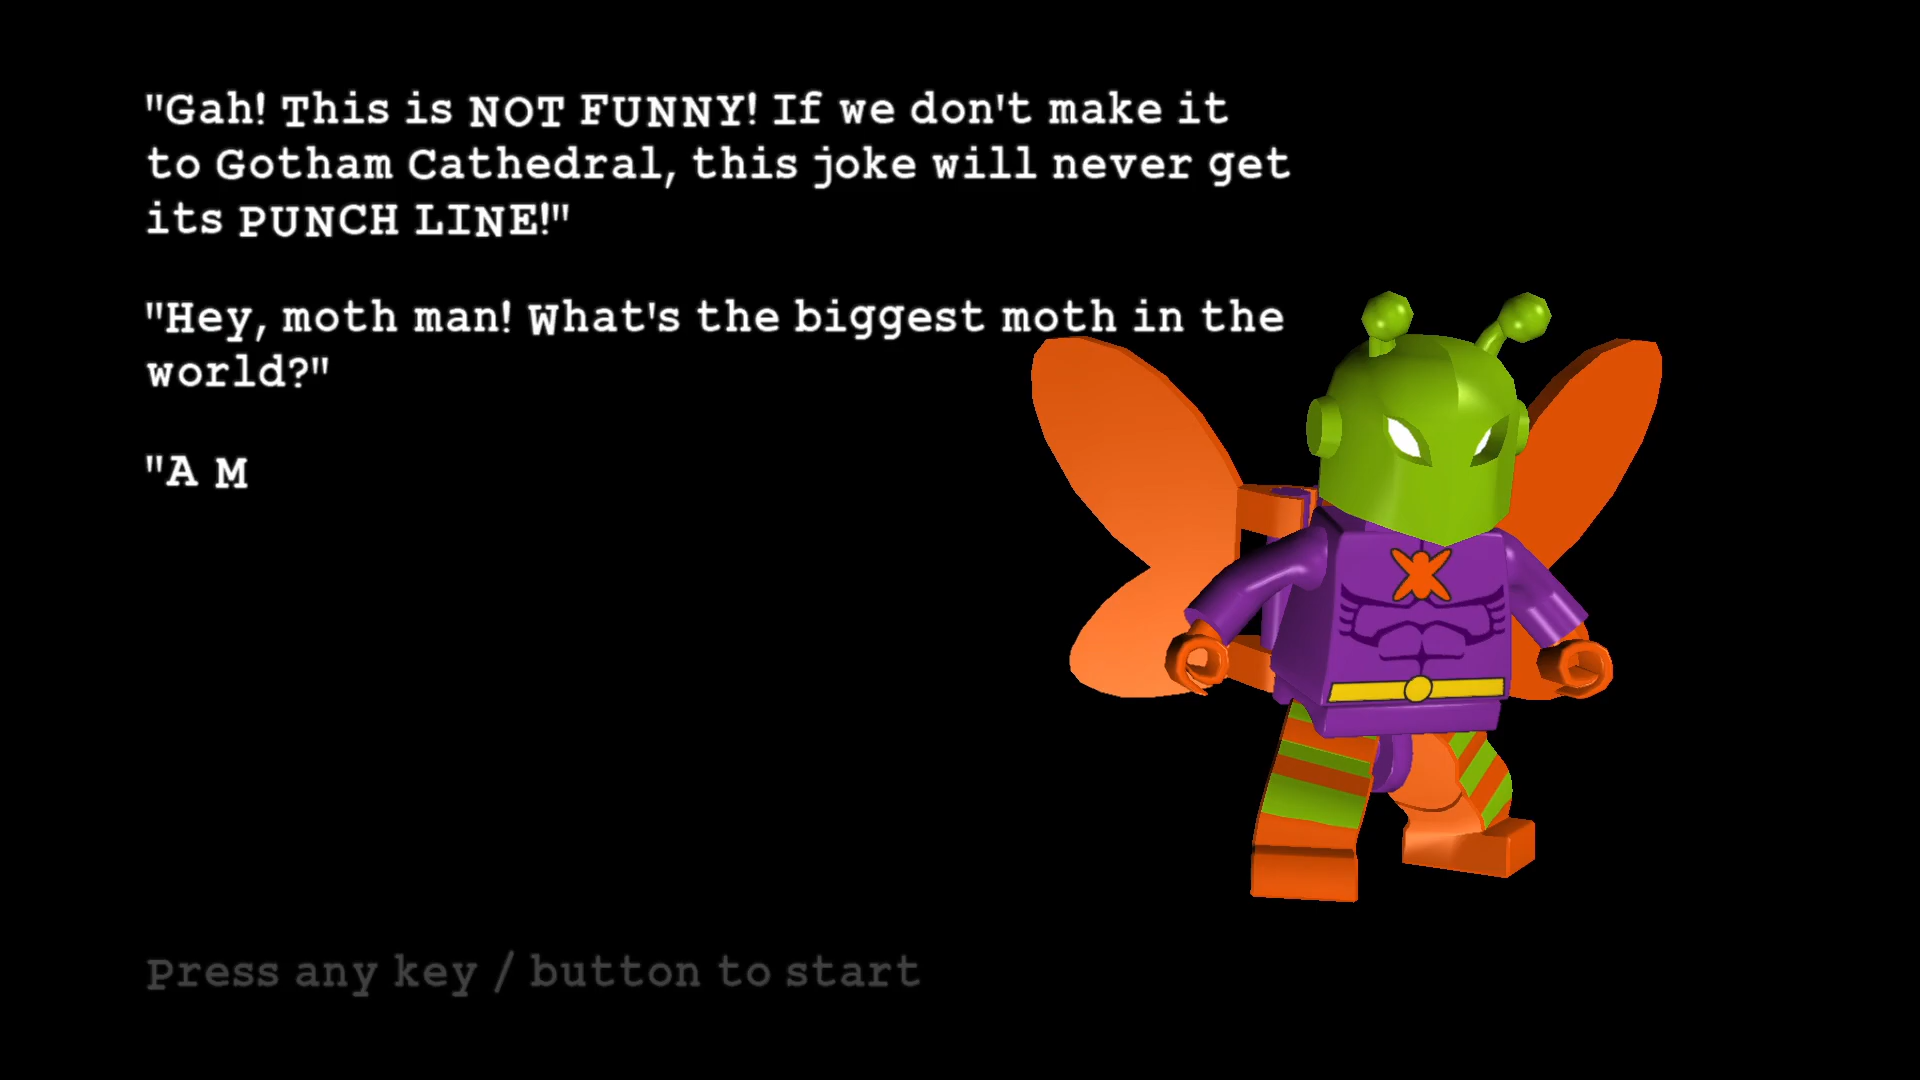 "Gah! This is NOT FUNNY! If we don't make it
to Gotham Cathedral, this joke will never get
its PUNCH LINE!"
"Hey, moth man! What's the biggest moth in the
world?"
"A M
Press any key / button to start